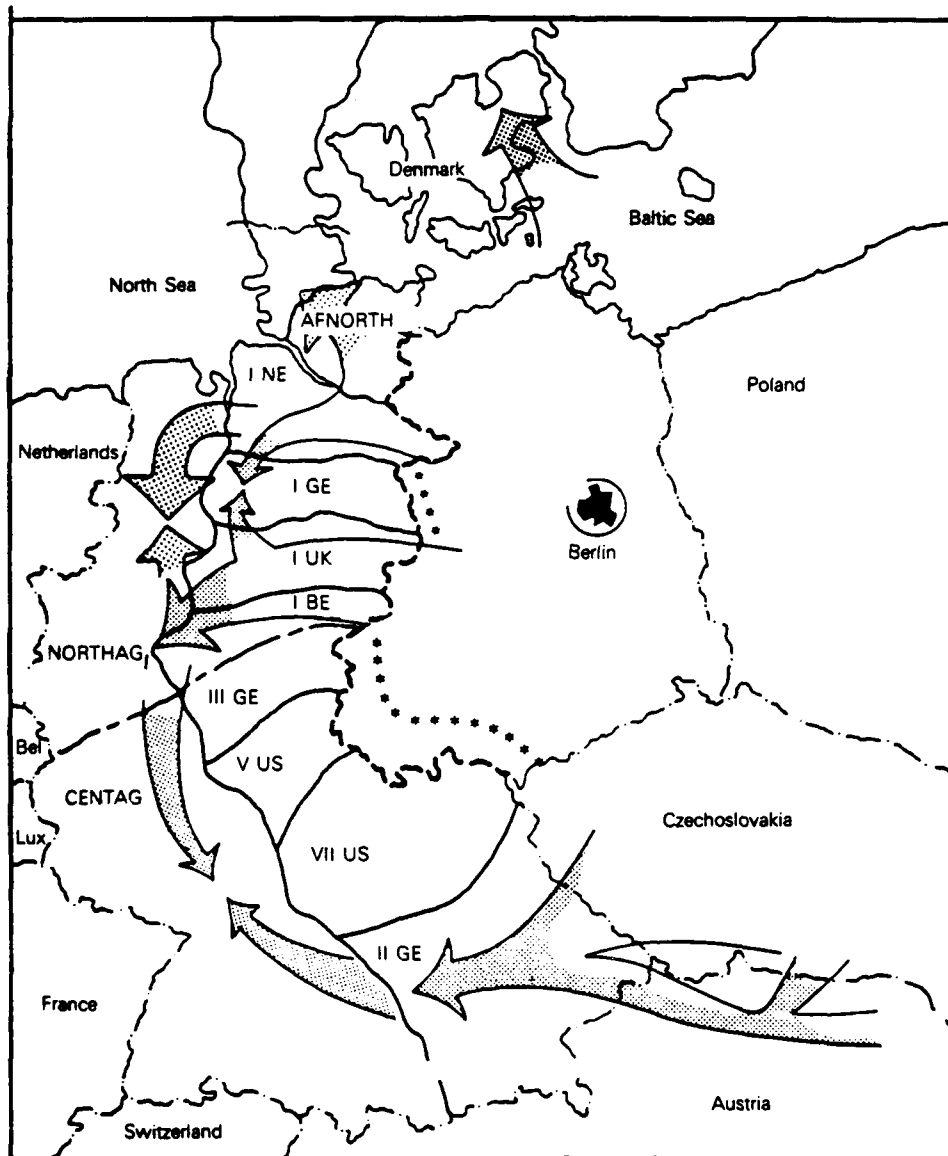 Denmark
Baltic Sea
North Sea
AFNORTH
I NE
Poland
Netherlands
I GE
Berlin
I UK
I BE
NORTHAG
III GE
Bel
V US
CENTAG
Czechoslovakia
Lux
VII US
II GE
France
Austria
Switzerland